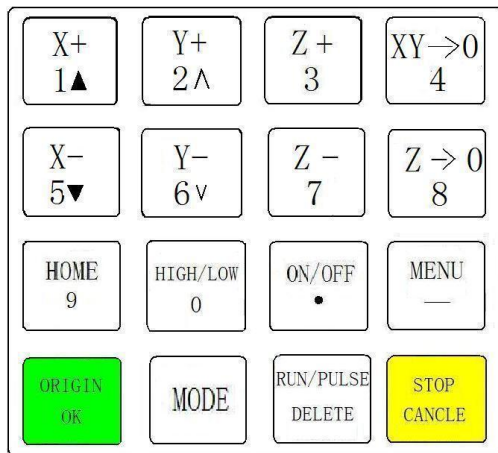 X+ Y+ Z+ XY→0
1▲ 2∧ 3 4
X− Y− Z − Z→0
5▼ 6∨ 7 8
HOME HIGH/LOW ON/OFF MENU
9 0 • —
ORIGIN MODE RUN/PULSE STOP
OK DELETE CANCLE